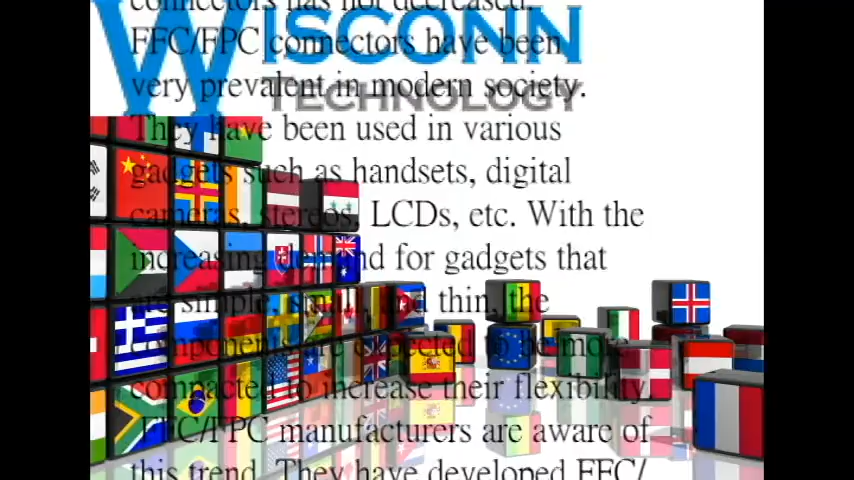 connectors has not decreased.
WISCONN
FFC/FPC connectors have been
very prevalent in modern society.
TECHNOLOGY
They have been used in various
gadgets such as handsets, digital
cameras, stereos, LCDs, etc. With the
increasing demand for gadgets that
are simple, small, and thin, the
components are expected to be more
compacted to increase their flexibility.
FFC/FPC manufacturers are aware of
this trend. They have developed FFC/